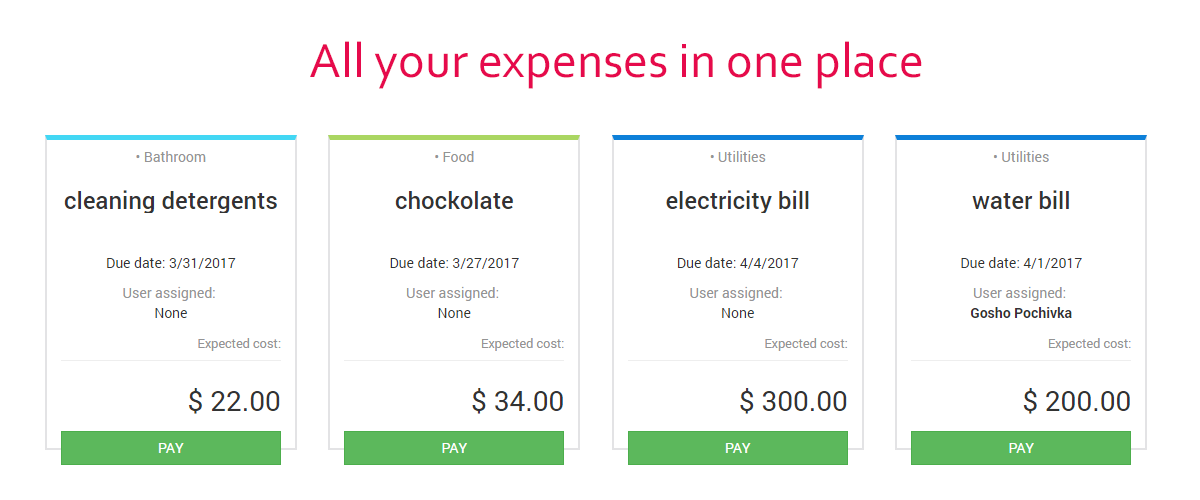 All your expenses in one place
• Bathroom
cleaning detergents
Due date: 3/31/2017
User assigned:
None
Expected cost:
$ 22.00
PAY
• Food
chockolate
Due date: 3/27/2017
User assigned:
None
Expected cost:
$ 34.00
PAY
• Utilities
electricity bill
Due date: 4/4/2017
User assigned:
None
Expected cost:
$ 300.00
PAY
• Utilities
water bill
Due date: 4/1/2017
User assigned:
Gosho Pochivka
Expected cost:
$ 200.00
PAY